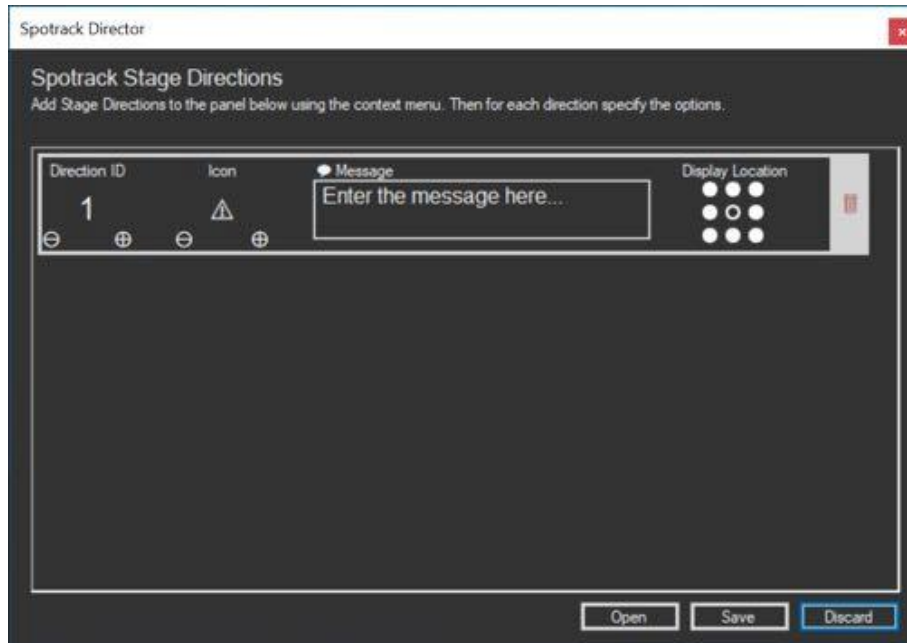 Spotrack Director
Spotrack Stage Directions
Add Stage Directions to the panel below using the context menu. Then for each direction specify the options.
Direction ID Icon Message Display Location
1 Enter the message here...
Open Save Discard